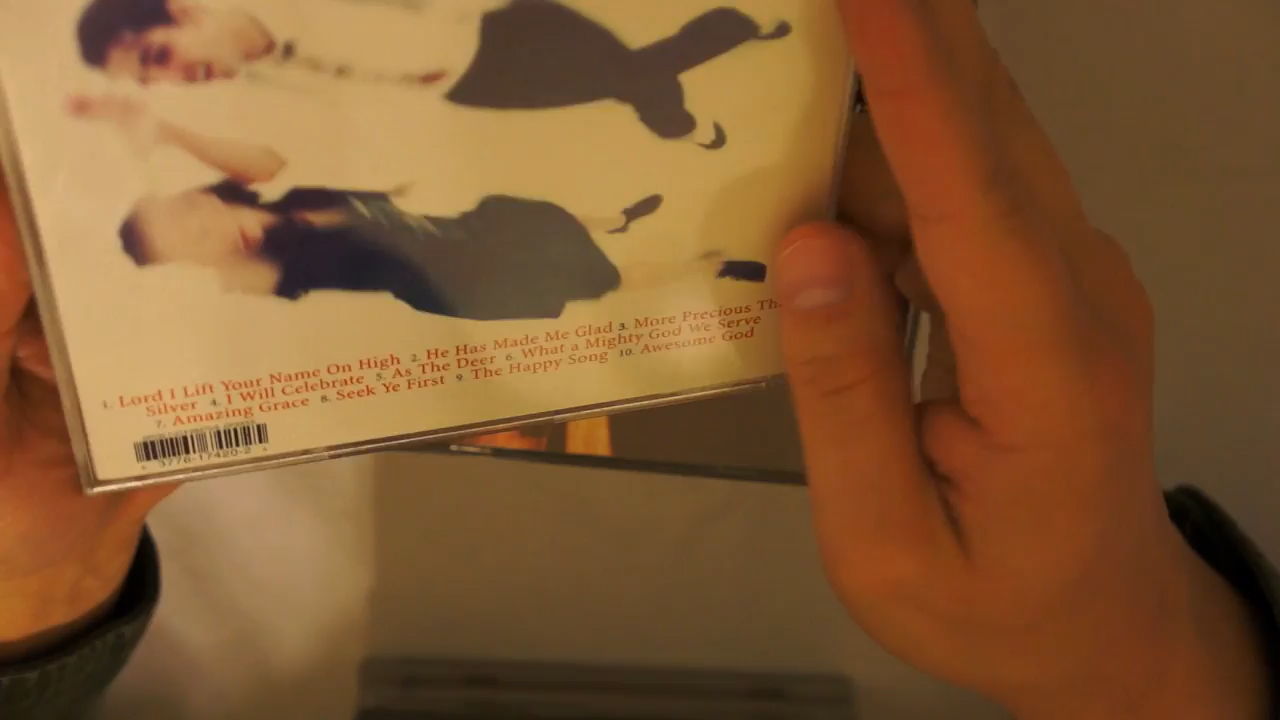 1. Lord I Lift Your Name On High 2. He Has Made Me Glad 3. More Precious
Silver 4. I Will Celebrate 5. As The Deer 6. What a Mighty God We Serve
7. Amazing Grace 8. Seek Ye First 9. The Happy Song 10. Awesome God
3776-17420-2